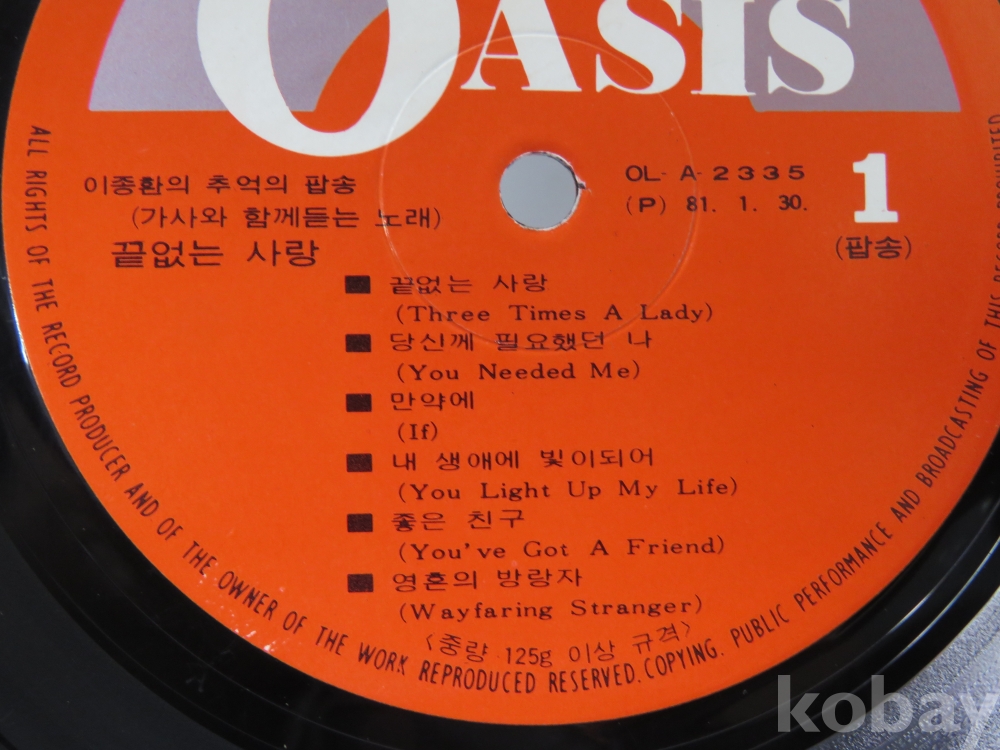 OASIS
이종환의 추억의 팝송
(가사와 함께듣는 노래)
끝없는 사랑
OL-A-2335
(P) 81. 1. 30.
1
(팝송)
■ 끝없는 사랑
(Three Times A Lady)
■ 당신께 필요했던 나
(You Needed Me)
■ 만약에
(If)
■ 내 생애에 빛이되어
(You Light Up My Life)
■ 좋은 친구
(You've Got A Friend)
■ 영혼의 방랑자
(Wayfaring Stranger)
〈중량 125g 이상 규격〉
ALL RIGHTS OF THE RECORD PRODUCER AND OF THE OWNER OF THE WORK REPRODUCED RESERVED. COPYING. PUBLIC PERFORMANCE AND BROADCASTING OF THIS RECORD
kobay